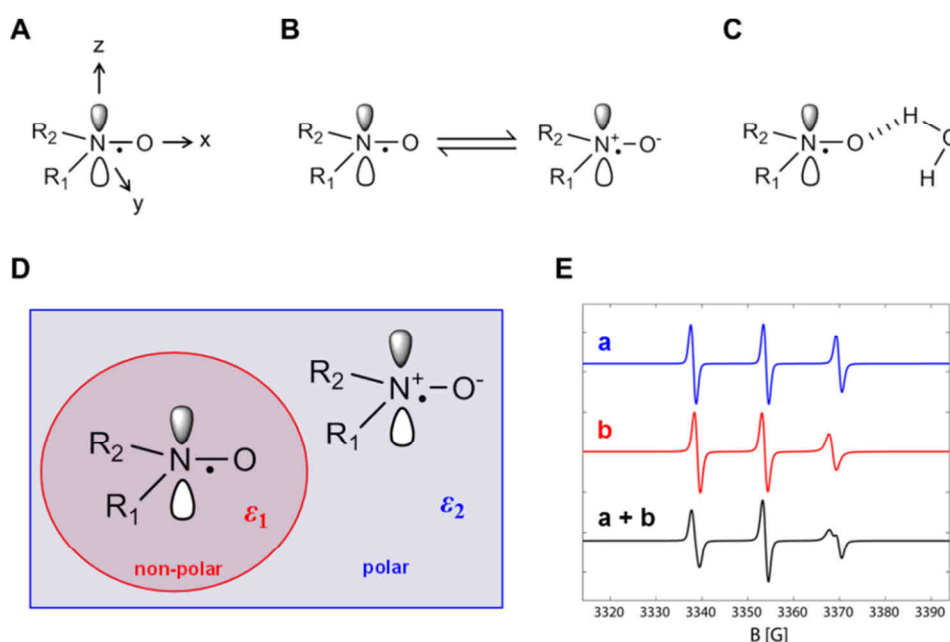 A
B
C
z
R2
N
O
x
R1
y
R2
N
O
R1
R2
N+
O-
R1
R2
N
O
H
O
H
R1
D
E
R2
N
O
R1
ε1
non-polar
R2
N+
O-
R1
ε2
polar
a
b
a + b
3320 3330 3340 3350 3360 3370 3380 3390
B [G]